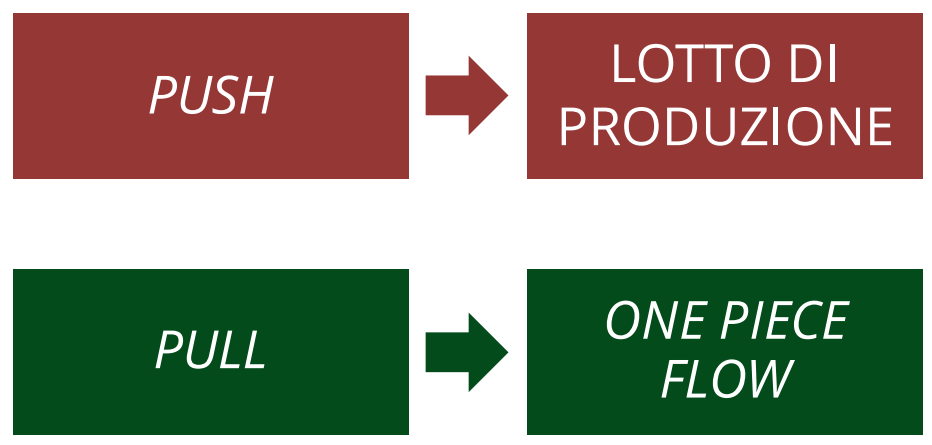 PUSH
LOTTO DI
PRODUZIONE
PULL
ONE PIECE
FLOW